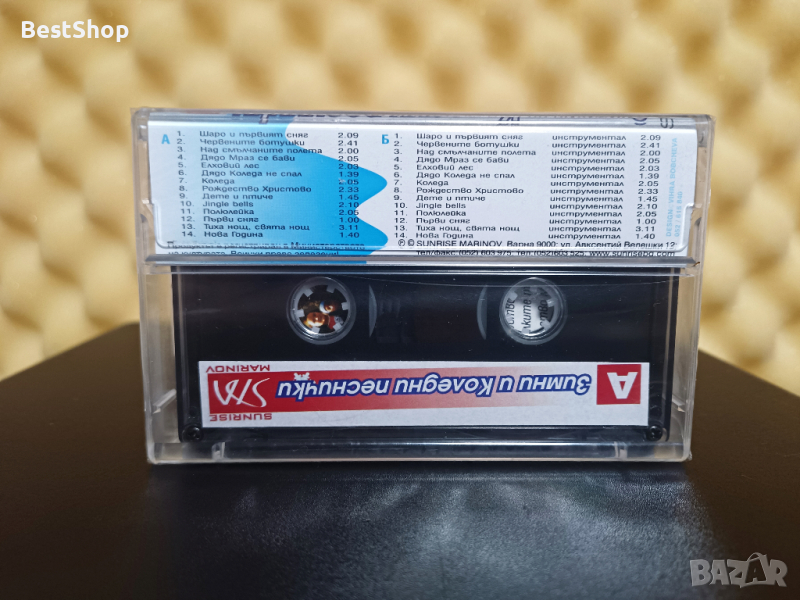 BestShop
А
1. Шаро и първият сняг 2.09
2. Червените ботушки 2.41
3. Над смълчаните полета 2.00
4. Дядо Мраз се бави 2.05
5. Елховий лес 2.03
6. Дядо Коледа не спал 1.39
7. Коледа 2.05
8. Рождество Христово 2.33
9. Дете и птиче 1.45
10. Jingle bells 2.10
11. Полюлейка 2.05
12. Първи сняг 1.00
13. Тиха нощ, свята нощ 3.11
14. Нова Година 1.40
Б
1. Шаро и първият сняг инструментал 2.09
2. Червените ботушки инструментал 2.41
3. Над смълчаните полета инструментал 2.00
4. Дядо Мраз се бави инструментал 2.05
5. Елховий лес инструментал 2.03
6. Дядо Коледа не спал инструментал 1.39
7. Коледа инструментал 2.05
8. Рождество Христово инструментал 2.33
9. Дете и птиче инструментал 1.45
10. Jingle bells инструментал 2.10
11. Полюлейка инструментал 2.05
12. Първи сняг инструментал 1.00
13. Тиха нощ, свята нощ инструментал 3.11
14. Нова Година инструментал 1.40
℗ © SUNRISE MARINOV, Варна 9000; ул. Авксентий Велешки 12
А
Зимни и Коледни песнички
SUNRISE
MARINOV
BAZAR